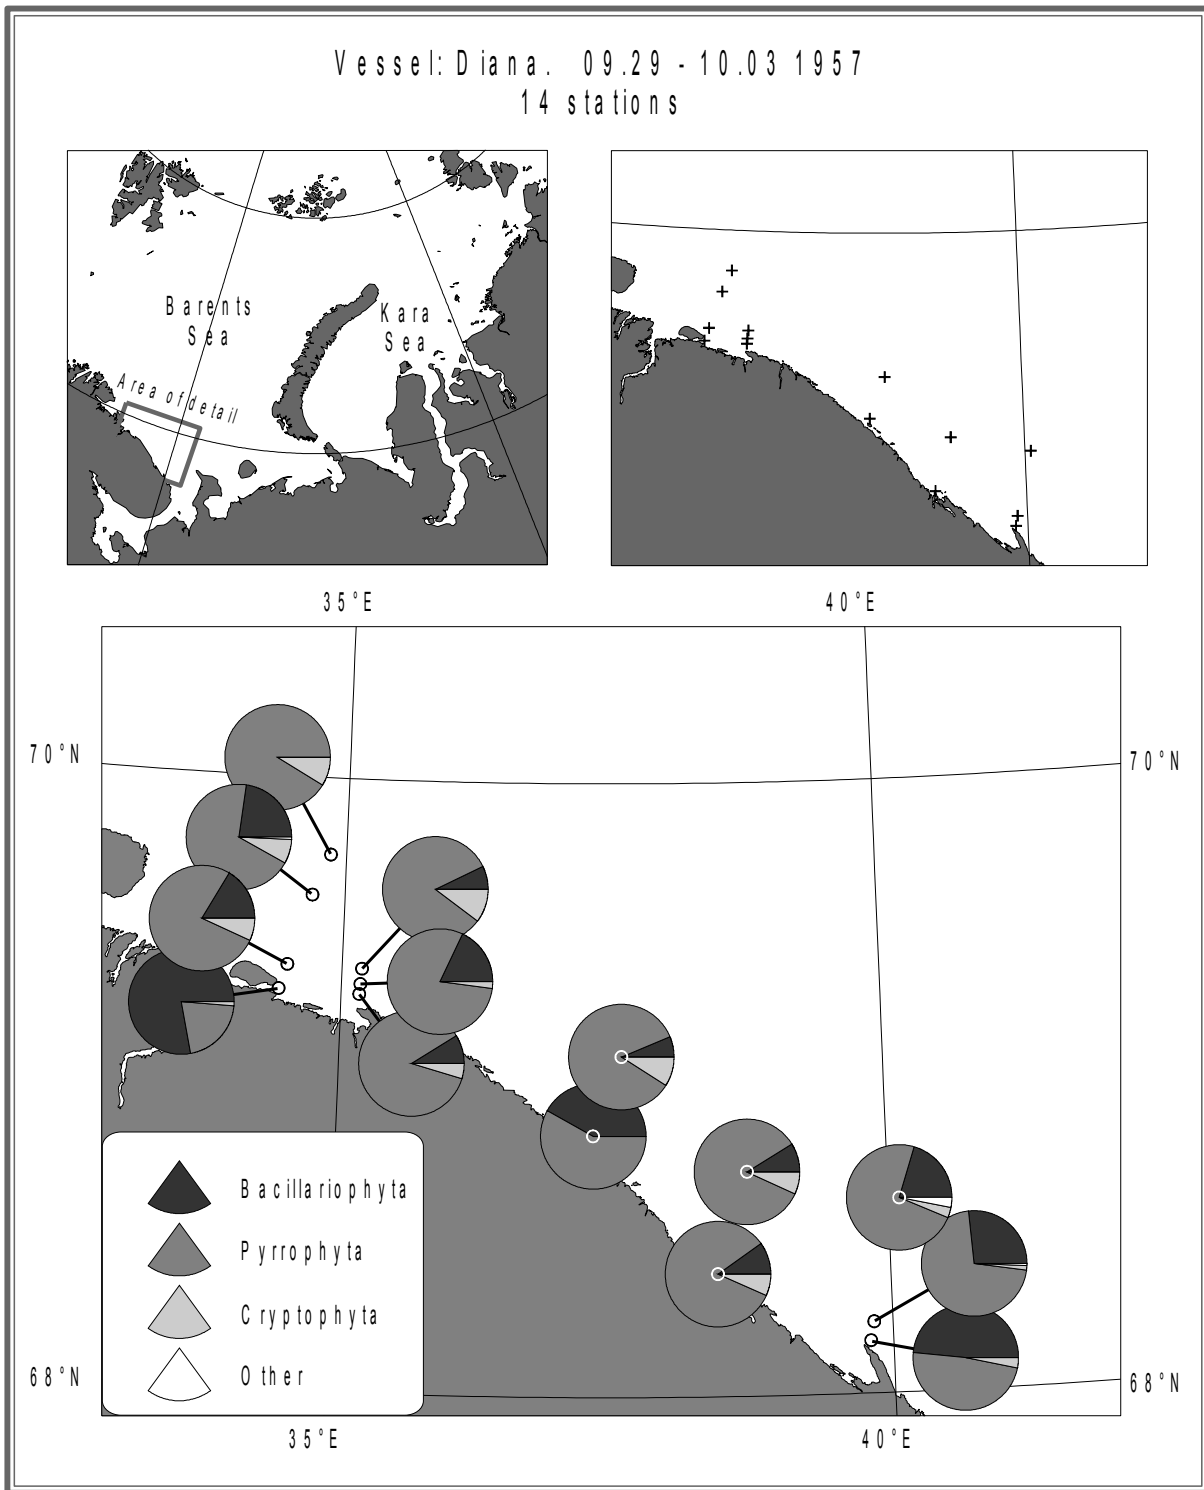 Vessel: Diana. 09.29 - 10.03 1957
14 stations
Barents
Sea
Kara
Sea
Area of detail
35°E
40°E
70°N
70°N
Bacillariophyta
Pyrrophyta
Cryptophyta
Other
68°N
68°N
35°E
40°E